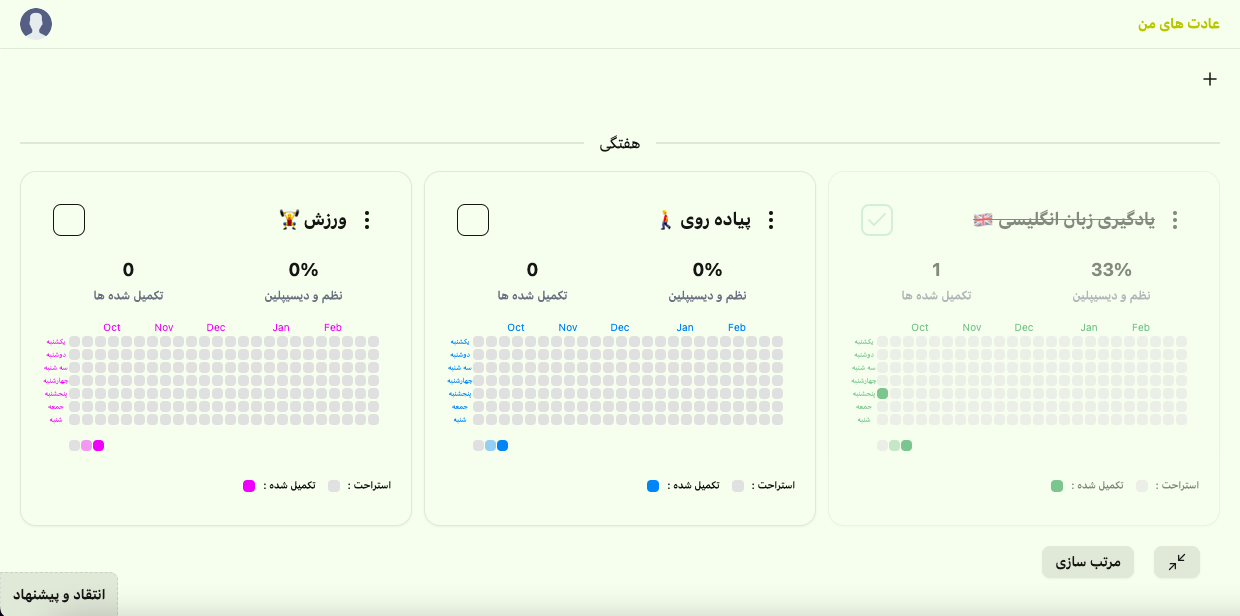 عادت های من
+
هفتگی
یادگیری زبان انگلیسی 🇬🇧
33%
نظم و دیسیپلین
1
تکمیل شده ها
Oct Nov Dec Jan Feb
یکشنبه
دوشنبه
سه شنبه
چهارشنبه
پنجشنبه
جمعه
شنبه
استراحت :
تکمیل شده :
پیاده روی 🚶
0%
نظم و دیسیپلین
0
تکمیل شده ها
Oct Nov Dec Jan Feb
یکشنبه
دوشنبه
سه شنبه
چهارشنبه
پنجشنبه
جمعه
شنبه
استراحت :
تکمیل شده :
ورزش 🏋️
0%
نظم و دیسیپلین
0
تکمیل شده ها
Oct Nov Dec Jan Feb
یکشنبه
دوشنبه
سه شنبه
چهارشنبه
پنجشنبه
جمعه
شنبه
استراحت :
تکمیل شده :
مرتب سازی
انتقاد و پیشنهاد